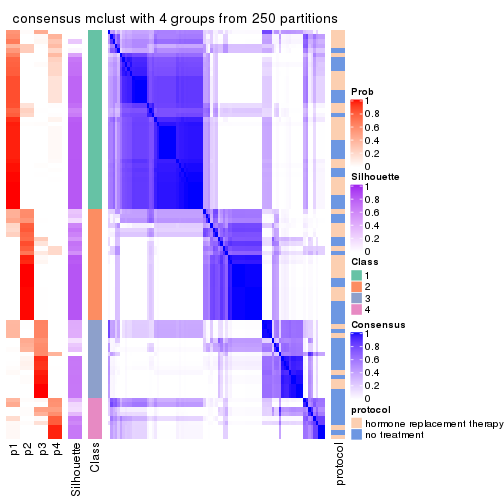 consensus mclust with 4 groups from 250 partitions
Prob
1
0.8
0.6
0.4
0.2
0
Silhouette
1
0.8
0.6
0.4
0.2
0
Class
1
2
3
4
Consensus
1
0.8
0.6
0.4
0.2
0
protocol
hormone replacement therapy
no treatment
p1
p2
p3
p4
Silhouette
Class
protocol